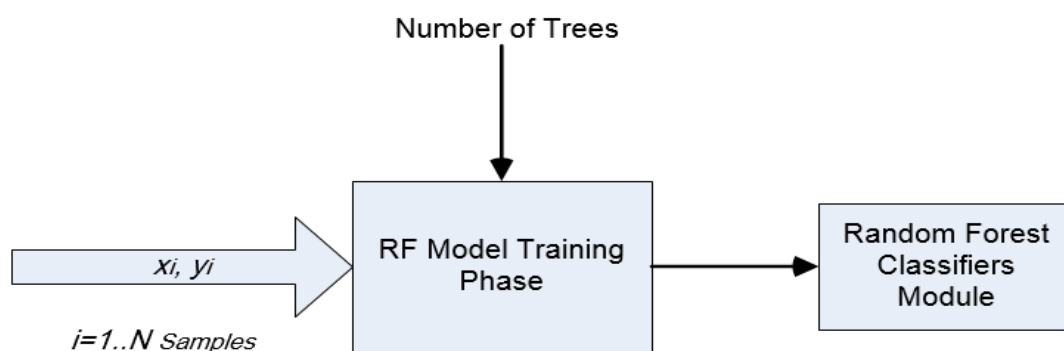 Number of Trees
RF Model Training
Phase
xi, yi
i=1..N Samples
Random Forest
Classifiers
Module